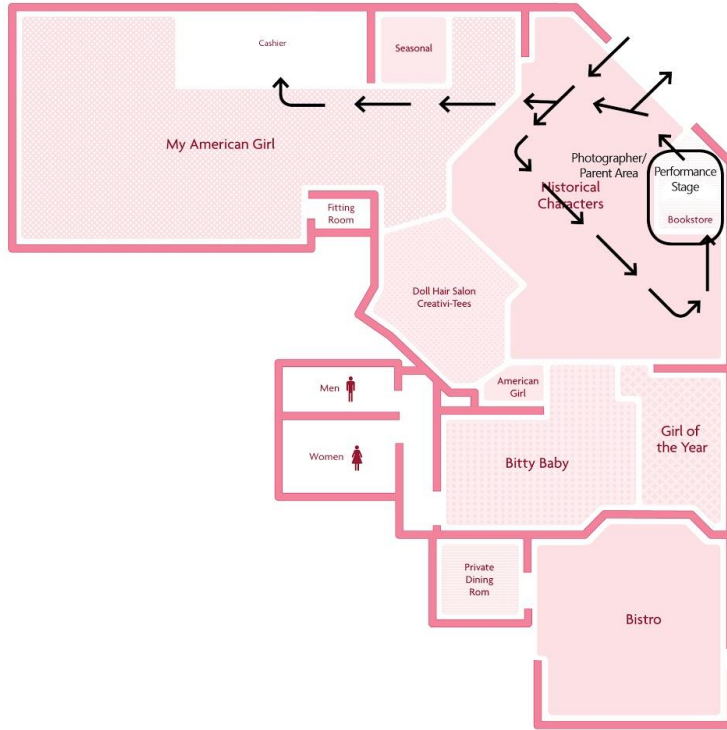 Cashier
Seasonal
My American Girl
Photographer/
Parent Area
Performance
Stage
Historical
Characters
Fitting
Room
Bookstore
Doll Hair Salon
Creativi-Tees
Men
American
Girl
Girl of
the Year
Women
Bitty Baby
Private
Dining
Rom
Bistro